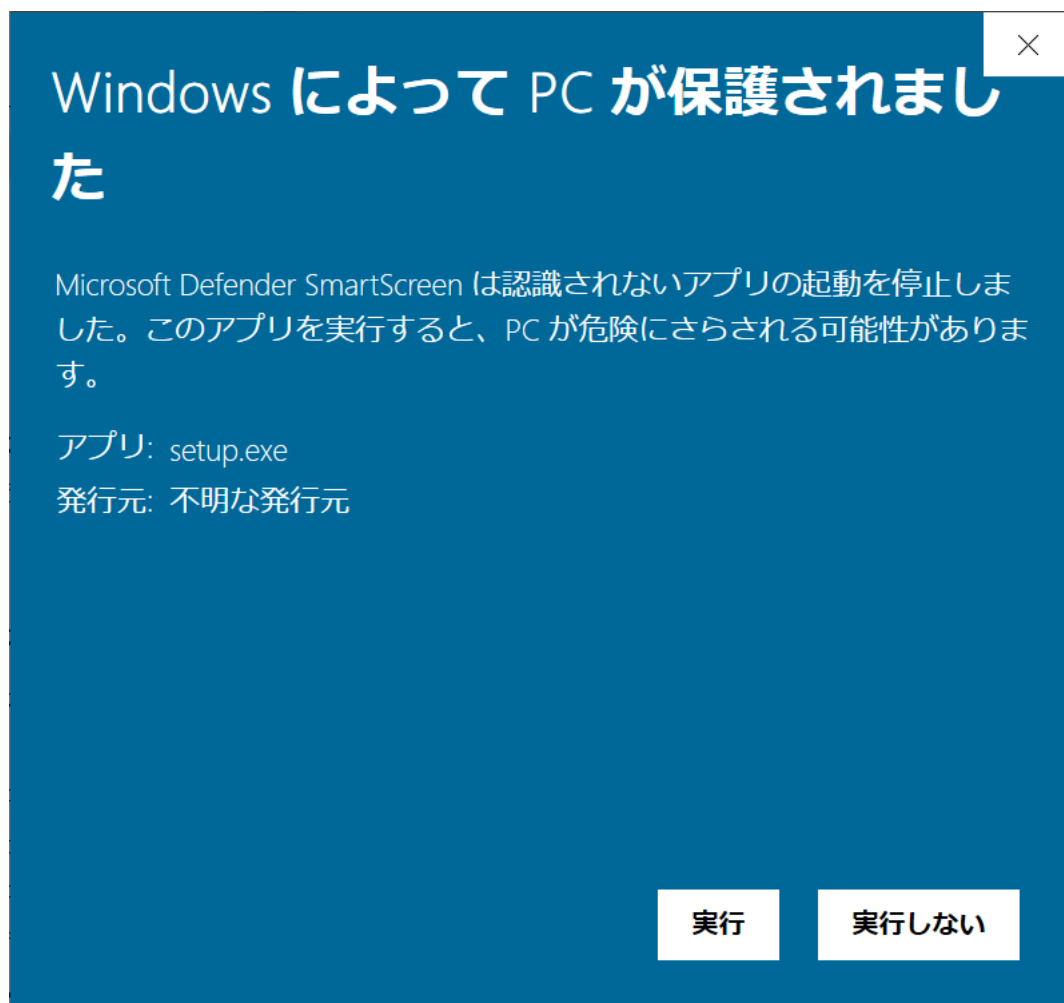 Windows によって PC が保護されまし
た
Microsoft Defender SmartScreen は認識されないアプリの起動を停止しま
した。このアプリを実行すると、PC が危険にさらされる可能性がありま
す。
アプリ: setup.exe
発行元: 不明な発行元
実行 実行しない